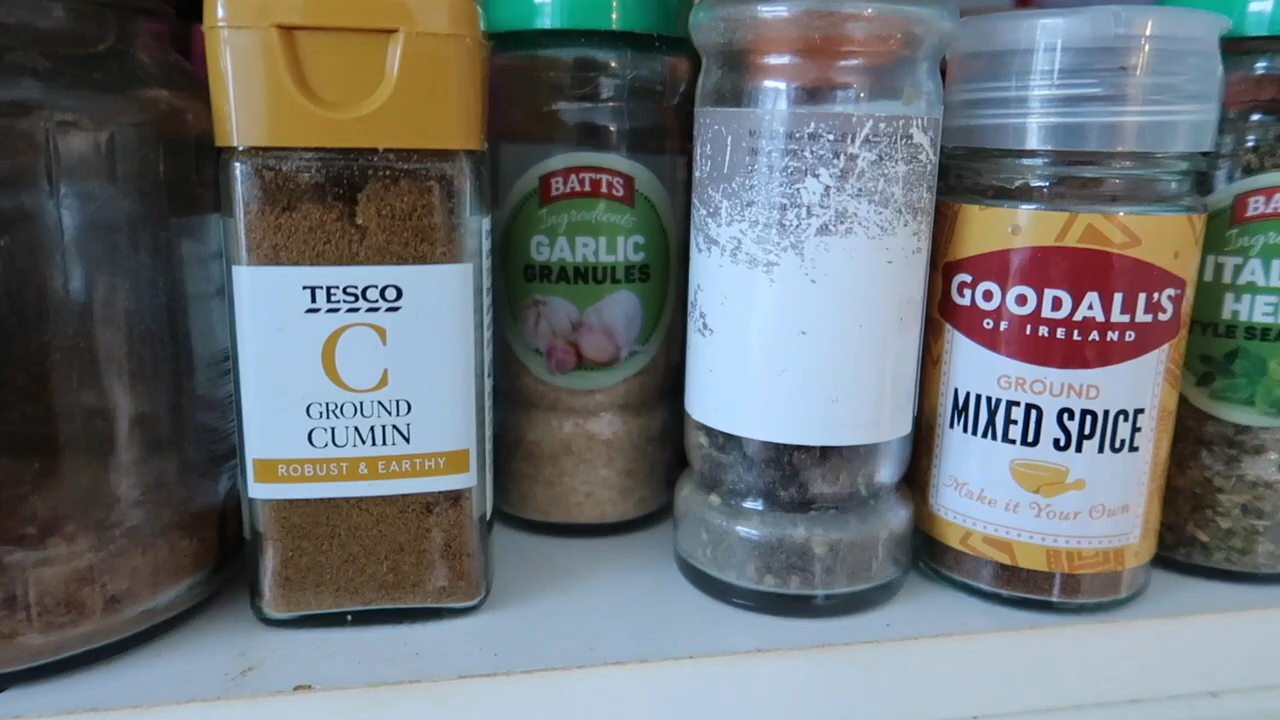 TESCO
C
GROUND
CUMIN
ROBUST & EARTHY
BATTS
Ingredients
GARLIC
GRANULES
GOODALL'S
OF IRELAND
GROUND
MIXED SPICE
Make it Your Own